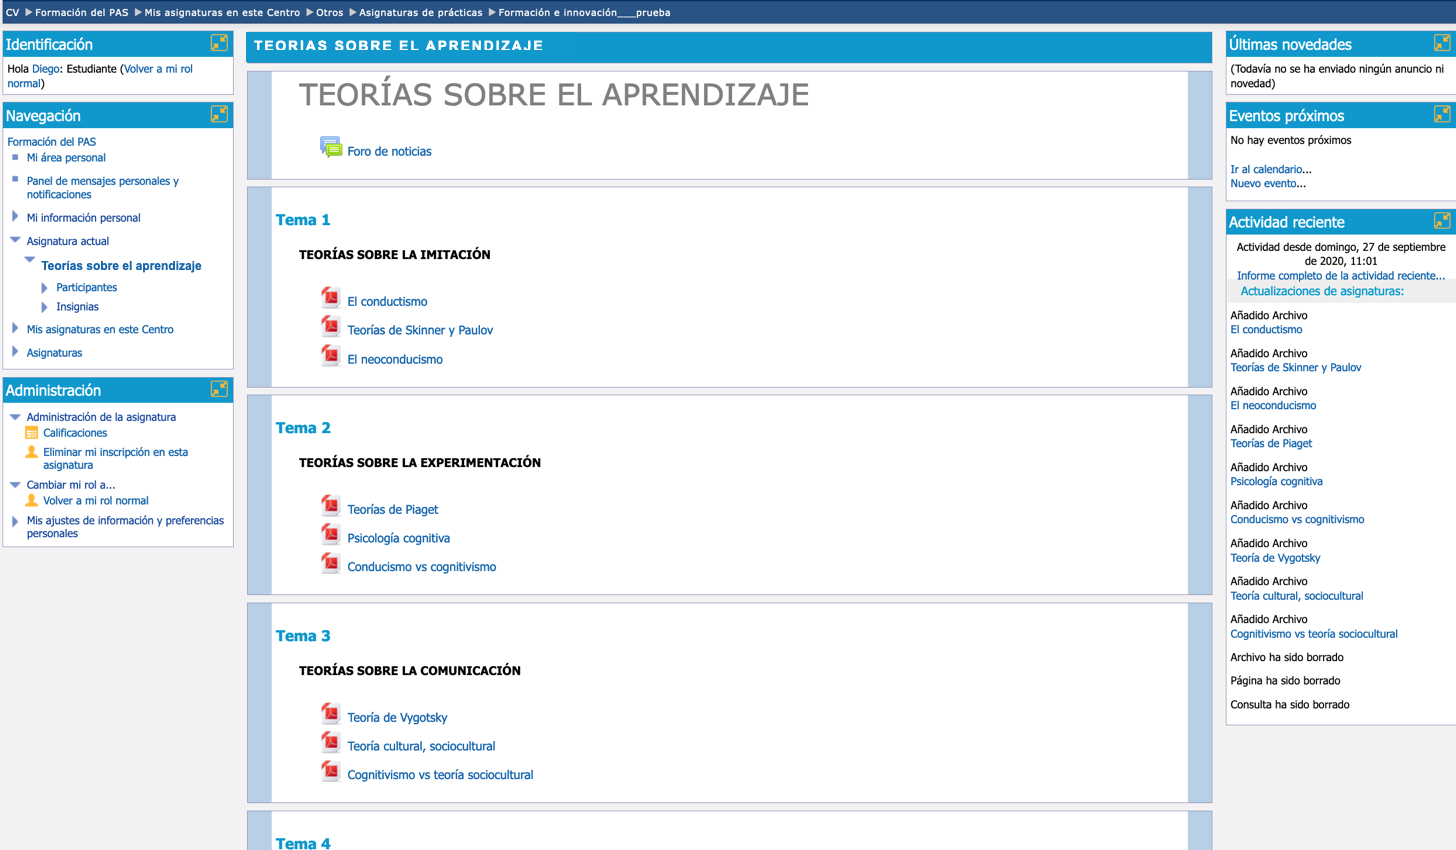 CV ▶ Formación del PAS ▶ Mis asignaturas en este Centro ▶ Otros ▶ Asignaturas de prácticas ▶ Formación e innovación___prueba
Identificación
Hola Diego: Estudiante (Volver a mi rol
normal)
Navegación
Formación del PAS
Mi área personal
Panel de mensajes personales y
notificaciones
Mi información personal
Asignatura actual
Teorías sobre el aprendizaje
Participantes
Insignias
Mis asignaturas en este Centro
Asignaturas
Administración
Administración de la asignatura
Calificaciones
Eliminar mi inscripción en esta
asignatura
Cambiar mi rol a...
Volver a mi rol normal
Mis ajustes de información y preferencias
personales
TEORIAS SOBRE EL APRENDIZAJE
TEORÍAS SOBRE EL APRENDIZAJE
Foro de noticias
Tema 1
TEORÍAS SOBRE LA IMITACIÓN
El conductismo
Teorías de Skinner y Paulov
El neoconducismo
Tema 2
TEORÍAS SOBRE LA EXPERIMENTACIÓN
Teorías de Piaget
Psicología cognitiva
Conducismo vs cognitivismo
Tema 3
TEORÍAS SOBRE LA COMUNICACIÓN
Teoría de Vygotsky
Teoría cultural, sociocultural
Cognitivismo vs teoría sociocultural
Tema 4
Últimas novedades
(Todavía no se ha enviado ningún anuncio ni
novedad)
Eventos próximos
No hay eventos próximos
Ir al calendario...
Nuevo evento...
Actividad reciente
Actividad desde domingo, 27 de septiembre
de 2020, 11:01
Informe completo de la actividad reciente...
Actualizaciones de asignaturas:
Añadido Archivo
El conductismo
Añadido Archivo
Teorías de Skinner y Paulov
Añadido Archivo
El neoconducismo
Añadido Archivo
Teorías de Piaget
Añadido Archivo
Psicología cognitiva
Añadido Archivo
Conducismo vs cognitivismo
Añadido Archivo
Teoría de Vygotsky
Añadido Archivo
Teoría cultural, sociocultural
Añadido Archivo
Cognitivismo vs teoría sociocultural
Archivo ha sido borrado
Página ha sido borrado
Consulta ha sido borrado